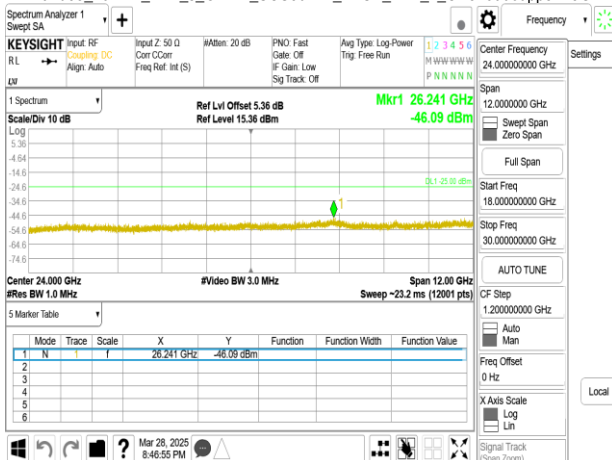 Spectrum Analyzer 1
Swept SA
+
Frequency
KEYSIGHT
RL
LXI
Input: RF
Coupling: DC
Align: Auto
Input Z: 50 Ω
Corr CCorr
Freq Ref: Int (S)
#Atten: 20 dB
PNO: Fast
Gate: Off
IF Gain: Low
Sig Track: Off
Avg Type: Log-Power
Trig: Free Run
1 2 3 4 5 6
M W W W W W
P N N N N N
Center Frequency
24.000000000 GHz
Settings
1 Spectrum
Scale/Div 10 dB
Ref Lvl Offset 5.36 dB
Ref Level 15.36 dBm
Mkr1 26.241 GHz
-46.09 dBm
Span
12.0000000 GHz
Swept Span
Zero Span
Full Span
Start Freq
18.000000000 GHz
Stop Freq
30.000000000 GHz
AUTO TUNE
CF Step
1.200000000 GHz
Auto
Man
Freq Offset
0 Hz
X Axis Scale
Log
Lin
Signal Track
(Span Zoom)
Local
Log
5.36
-4.64
-14.6
-24.6
-34.6
-44.6
-54.6
-64.6
-74.6
DL1 -25.00 dBm
1
Center 24.000 GHz
#Res BW 1.0 MHz
#Video BW 3.0 MHz
Span 12.00 GHz
Sweep ~23.2 ms (12001 pts)
5 Marker Table
Mode Trace Scale X Y Function Function Width Function Value
1 N 1 f 26.241 GHz -46.09 dBm
2
3
4
5
6
?
Mar 28, 2025
8:46:55 PM